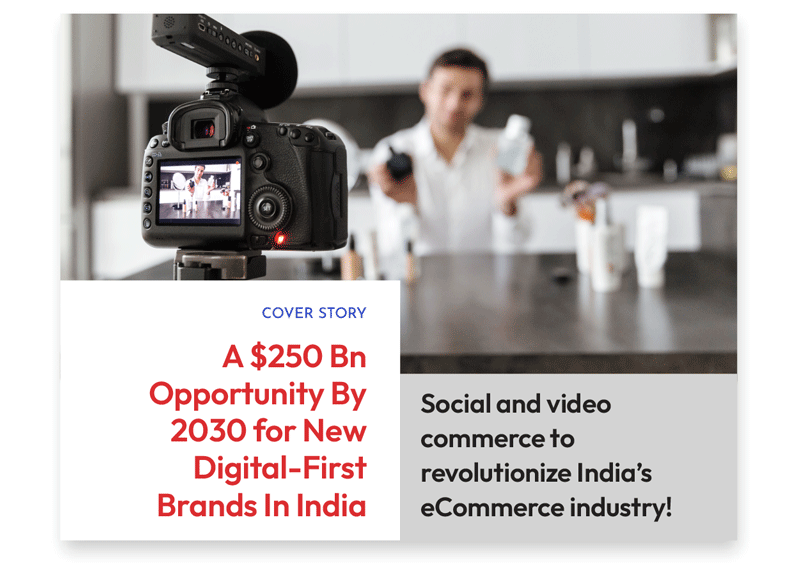 COVER STORY
A $250 Bn
Opportunity By
2030 for New
Digital-First
Brands In India
Social and video
commerce to
revolutionize India’s
eCommerce industry!